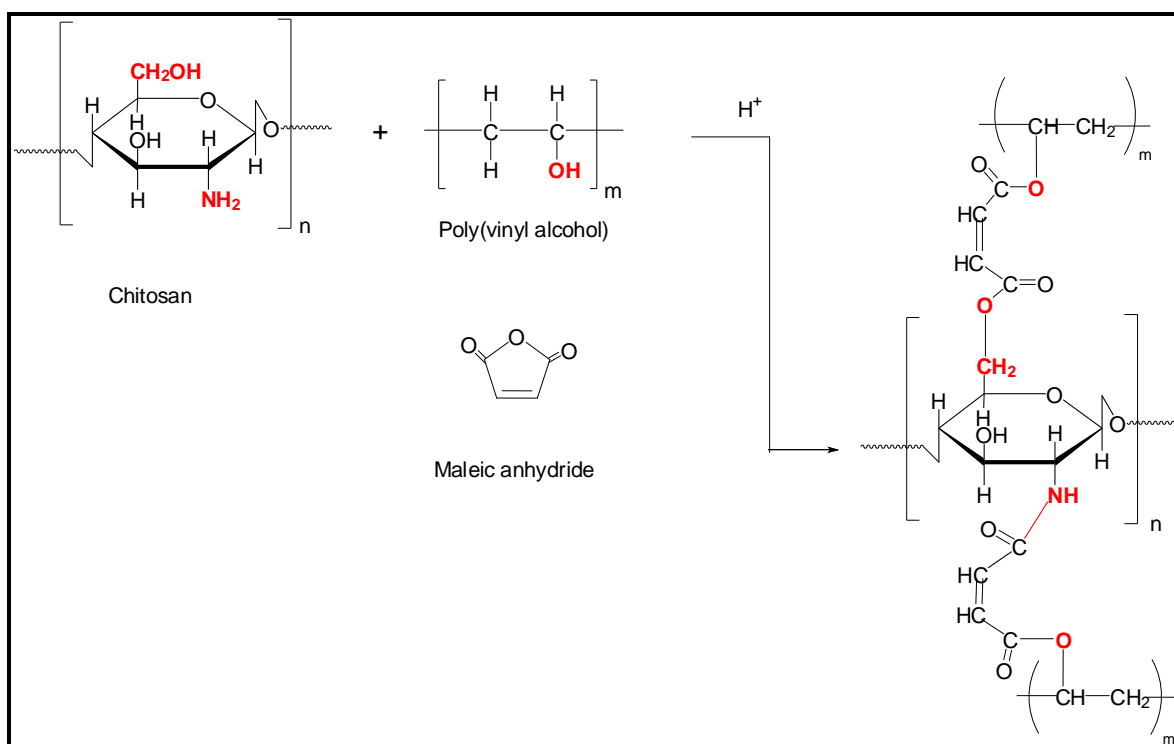 CH₂OH
H
O
H
OH
H
O
H
H
NH₂
n
Chitosan
+
H H
C C
H OH
m
Poly(vinyl alcohol)
H⁺
O
O O
Maleic anhydride
CH CH₂
m
O
C O
HC
HC
C O
O
CH₂
H
O
H
OH
H
O
H
H
NH
n
O
C
HC
HC
C O
O
CH CH₂
m